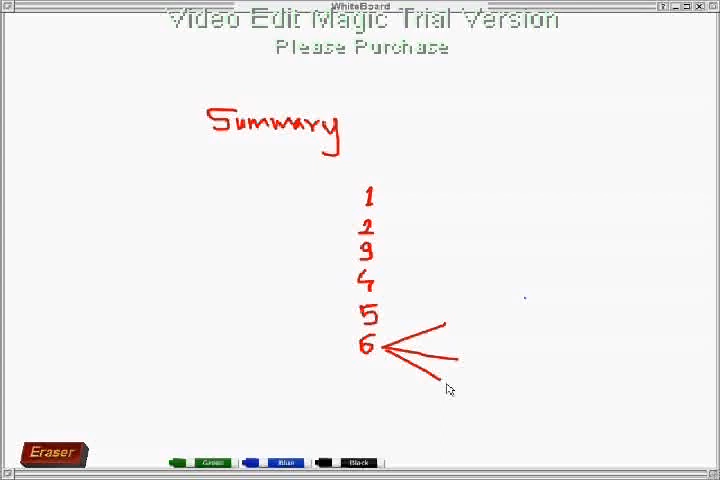 WhiteBoard
Video Edit Magic Trial Version
Please Purchase
Summary
1
2
3
4
5
6
Eraser
Green
Blue
Black